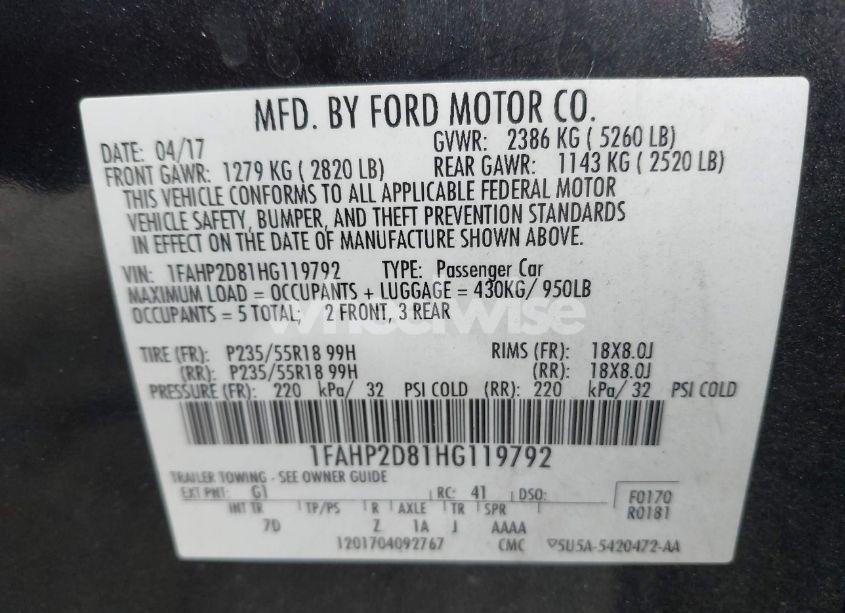 MFD. BY FORD MOTOR CO.
DATE: 04/17 GVWR: 2386 KG ( 5260 LB)
FRONT GAWR: 1279 KG ( 2820 LB) REAR GAWR: 1143 KG ( 2520 LB)
THIS VEHICLE CONFORMS TO ALL APPLICABLE FEDERAL MOTOR
VEHICLE SAFETY, BUMPER, AND THEFT PREVENTION STANDARDS
IN EFFECT ON THE DATE OF MANUFACTURE SHOWN ABOVE.
VIN: 1FAHP2D81HG119792 TYPE: Passenger Car
MAXIMUM LOAD = OCCUPANTS + LUGGAGE = 430KG/ 950LB
OCCUPANTS = 5 TOTAL; 2 FRONT, 3 REAR
wheelwise
TIRE (FR): P235/55R18 99H RIMS (FR): 18X8.0J
(RR): P235/55R18 99H (RR): 18X8.0J
PRESSURE (FR): 220 kPa/ 32 PSI COLD (RR): 220 kPa/ 32 PSI COLD
1FAHP2D81HG119792
TRAILER TOWING - SEE OWNER GUIDE
EXT PNT: G1 RC: 41 DSO: F0170
INT TR TP/PS R AXLE TR SPR R0181
7D Z 1A J AAAA
1201704092767 CMC 5U5A-5420472-AA